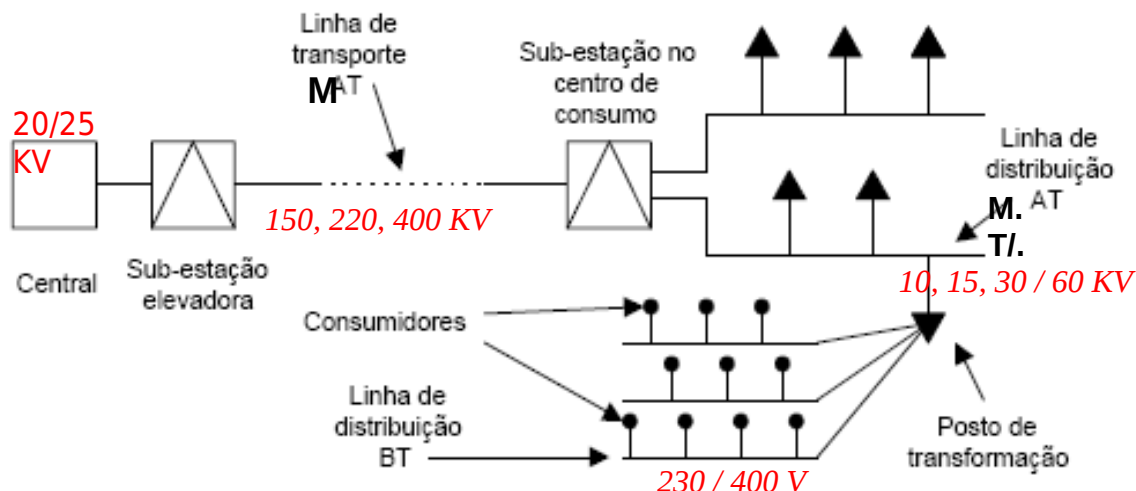 Linha de
transporte
MAT
Sub-estação no
centro de
consumo
20/25
KV
Linha de
distribuição
M. AT
T/.
150, 220, 400 KV
Central
Sub-estação
elevadora
10, 15, 30 / 60 KV
Consumidores
Linha de
distribuição
BT
Posto de
transformação
230 / 400 V